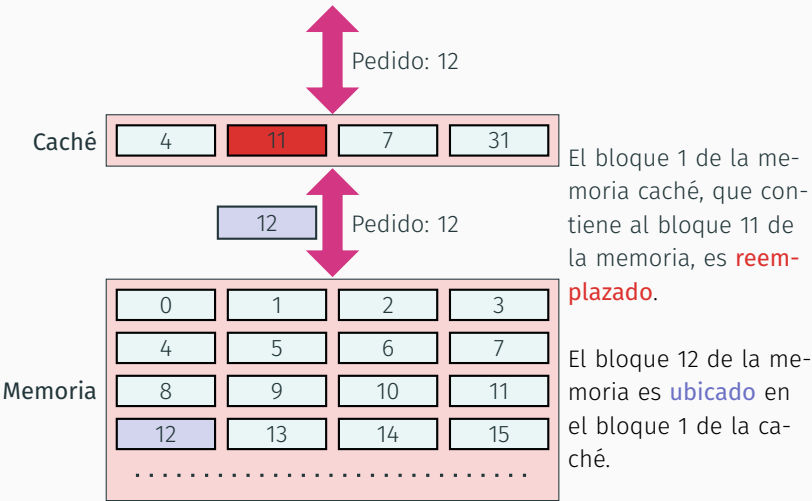 Pedido: 12
Caché
4 11 7 31
12
Pedido: 12
Memoria
0 1 2 3
4 5 6 7
8 9 10 11
12 13 14 15
. . . . . . . . . . . . . . . . . . . . . . . . . . . . .
El bloque 1 de la me-
moria caché, que con-
tiene al bloque 11 de
la memoria, es reem-
plazado.
El bloque 12 de la me-
moria es ubicado en
el bloque 1 de la ca-
ché.